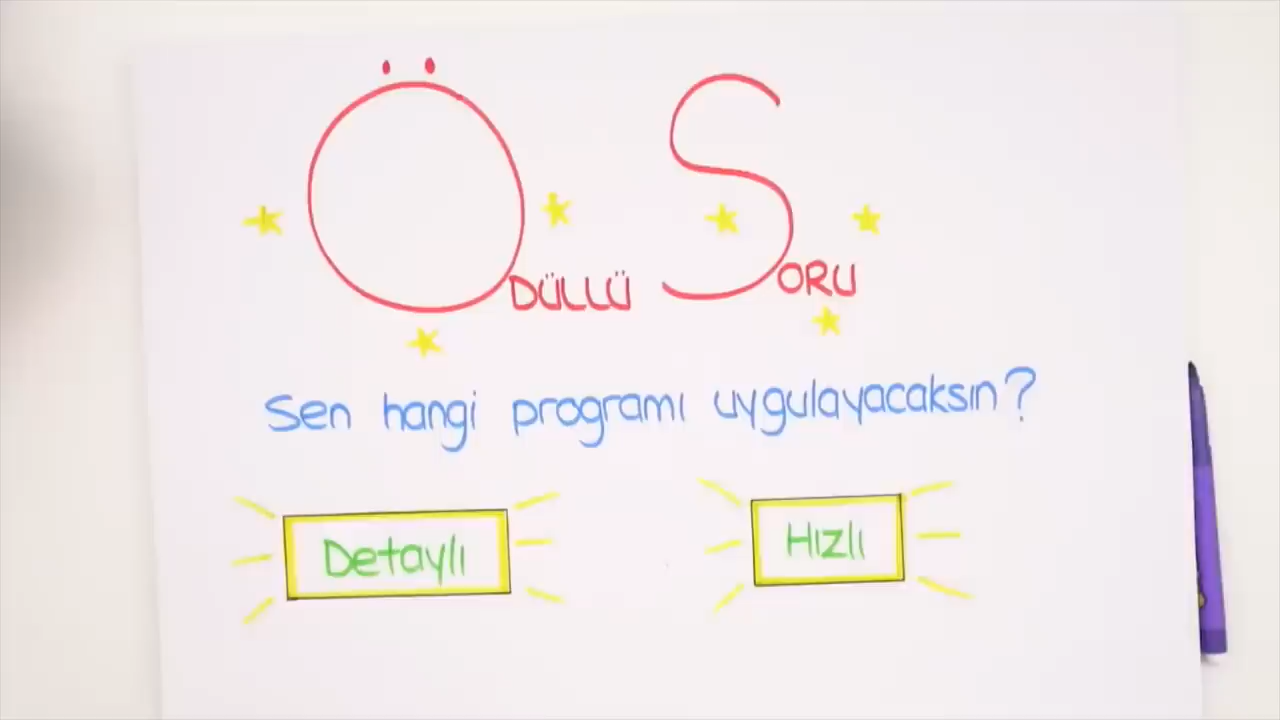 ÖDÜLLÜ SORU
Sen hangi programı uygulayacaksın?
Detaylı Hızlı